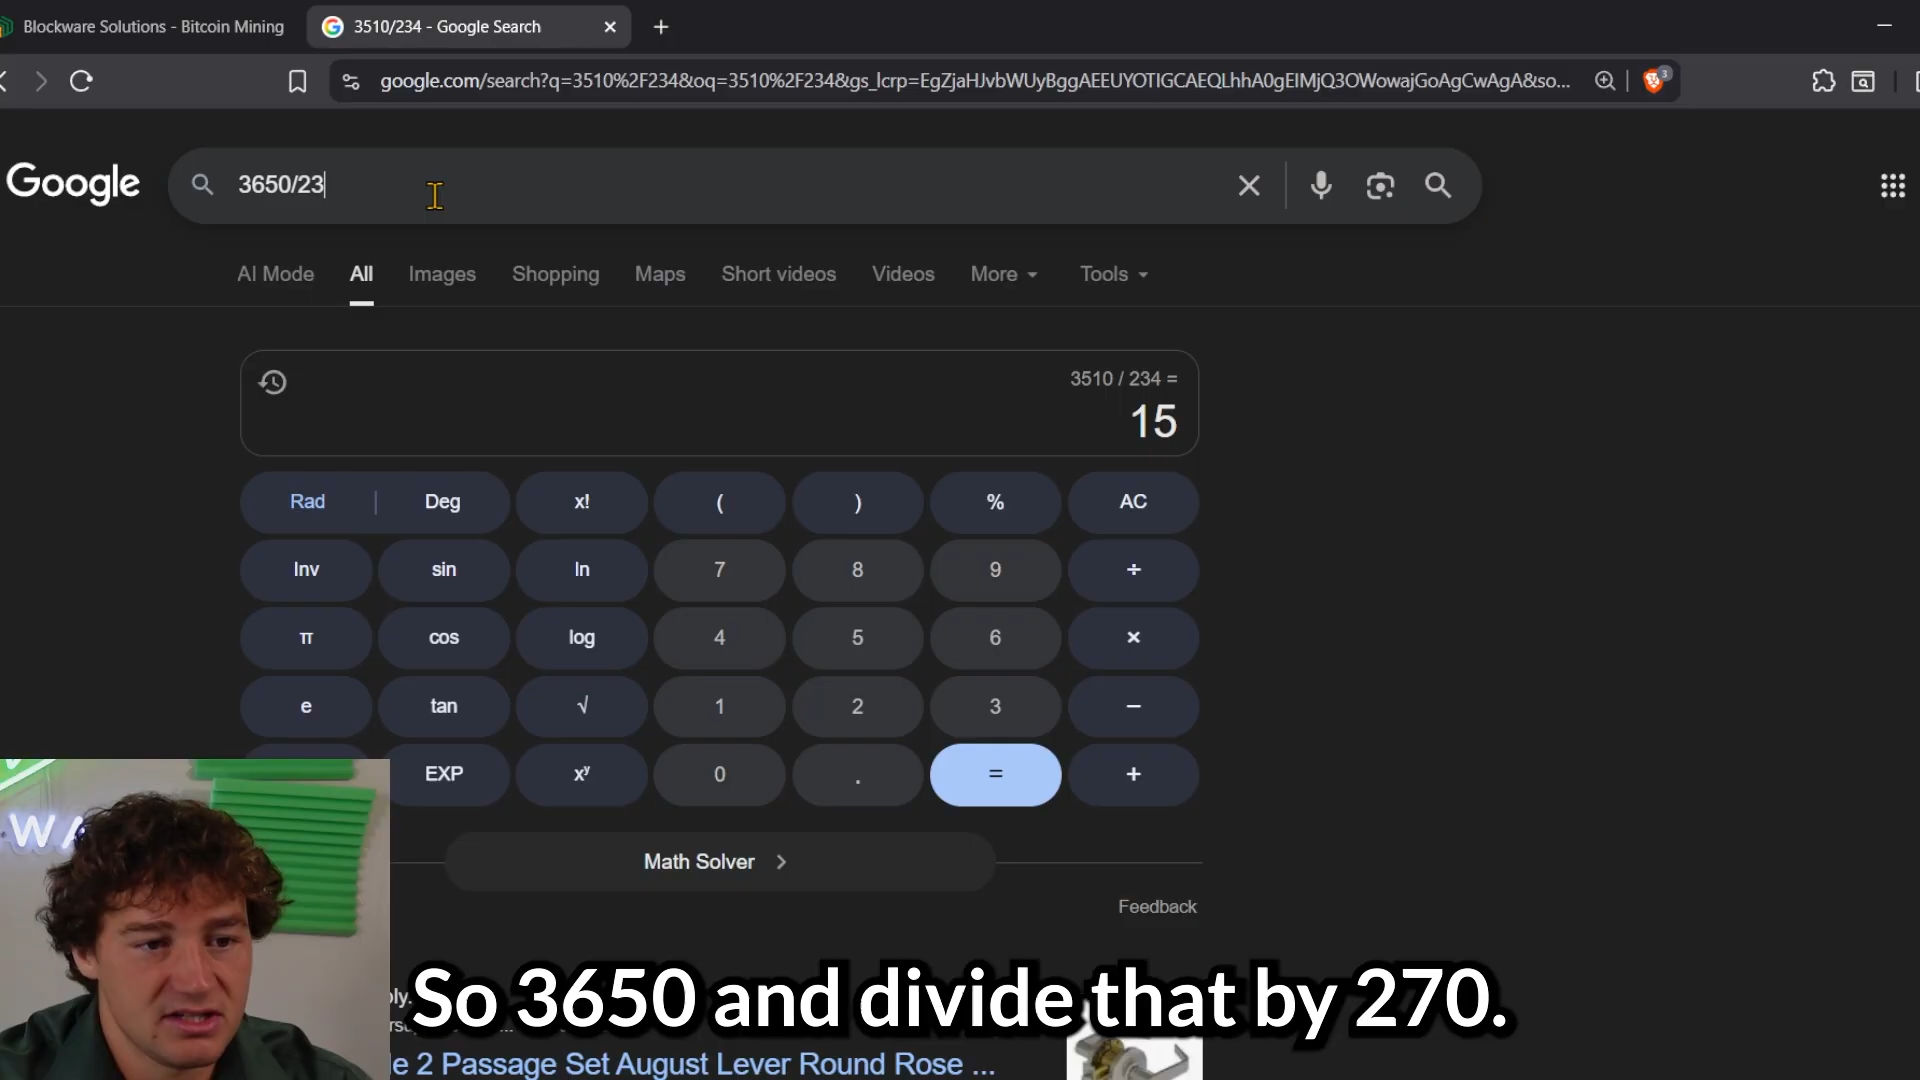 Blockware Solutions - Bitcoin Mining
3510/234 - Google Search
google.com/search?q=3510%2F234&oq=3510%2F234&gs_lcrp=EgZjaHJvbWUyBggAEEUYOTIGCAEQLhhA0gEIMjQ3OWowajGoAgCwAgA&so...
3
Google
3650/23
AI Mode
All
Images
Shopping
Maps
Short videos
Videos
More
Tools
3510 / 234 =
15
Rad
Deg
x!
(
)
%
AC
Inv
sin
ln
7
8
9
÷
π
cos
log
4
5
6
×
e
tan
√
1
2
3
−
EXP
xʸ
0
.
=
+
Math Solver
Feedback
So 3650 and divide that by 270.
e 2 Passage Set August Lever Round Rose ...